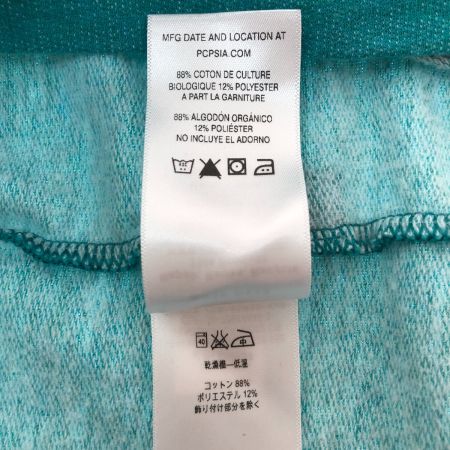 MFG DATE AND LOCATION AT
PCPSIA.COM
88% COTON DE CULTURE
BIOLOGIQUE 12% POLYESTER
A PART LA GARNITURE
88% ALGODÓN ORGÁNICO
12% POLIÉSTER
NO INCLUYE EL ADORNO
40 中
乾燥機—低温
コットン 88%
ポリエステル 12%
飾り付け部分を除く